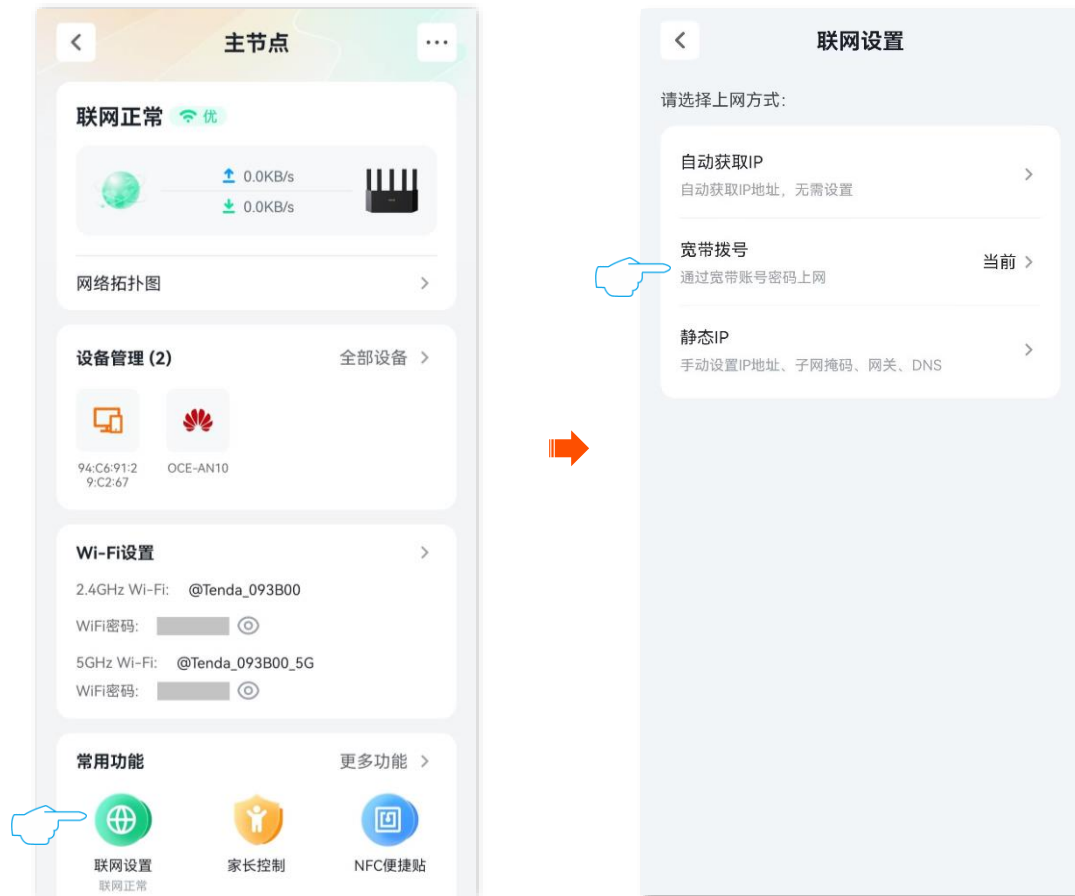 主节点
联网正常 优
0.0KB/s
0.0KB/s
网络拓扑图
设备管理 (2) 全部设备
94:C6:91:2
9:C2:67
OCE-AN10
Wi-Fi设置
2.4GHz Wi-Fi: @Tenda_093B00
WiFi密码:
5GHz Wi-Fi: @Tenda_093B00_5G
WiFi密码:
常用功能 更多功能
联网设置 家长控制 NFC便捷贴
联网正常
联网设置
请选择上网方式:
自动获取IP
自动获取IP地址，无需设置
宽带拨号 当前
通过宽带账号密码上网
静态IP
手动设置IP地址、子网掩码、网关、DNS